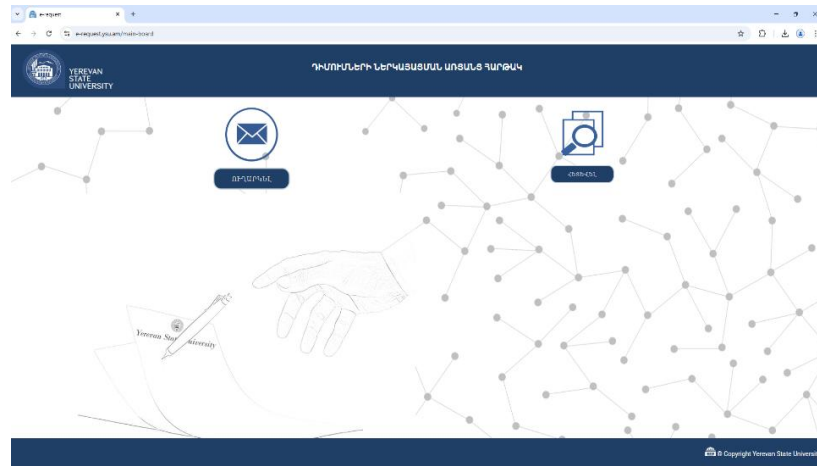 e-request
e-request.ysu.am/main-board
YEREVAN
STATE
UNIVERSITY
ԴԻՄՈՒՄՆԵՐԻ ՆԵՐԿԱՅԱՑՄԱՆ ԱՌՑԱՆՑ ՀԱՐԹԱԿ
ՈՒՂԱՐԿԵԼ
ՀԵՏԵՎԵԼ
Yerevan State University
© Copyright Yerevan State